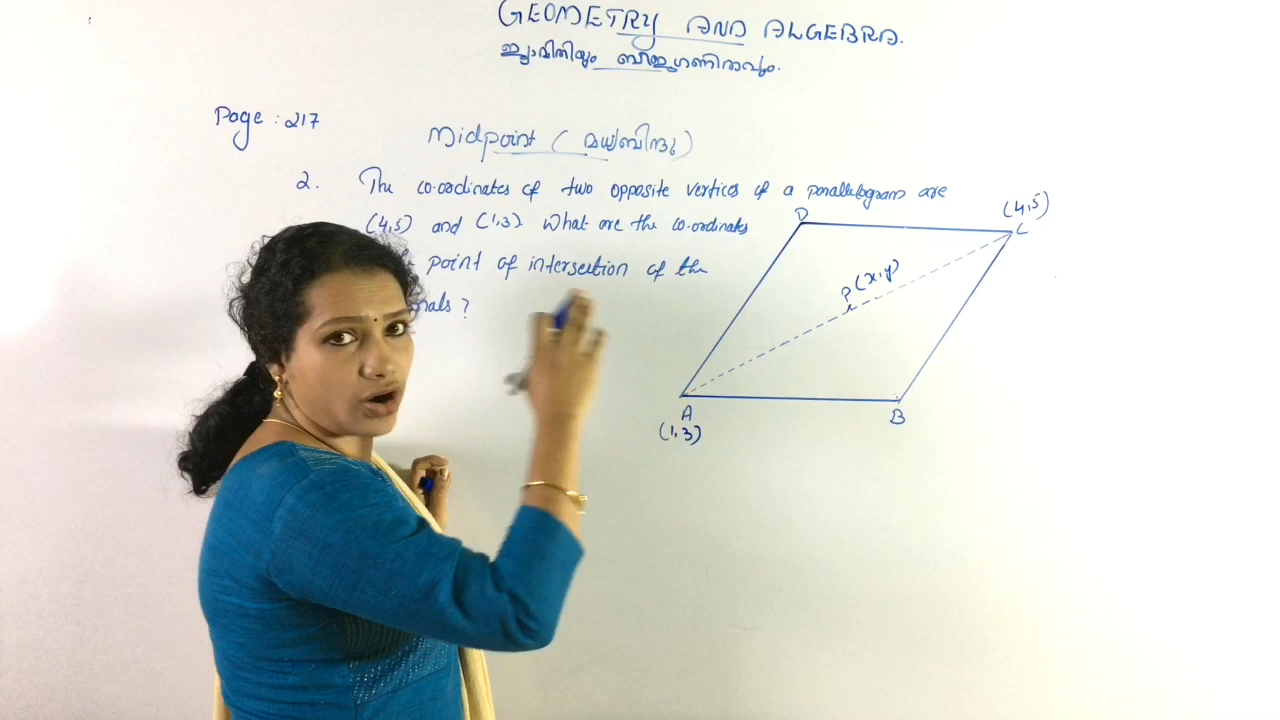 GEOMETRY AND ALGEBRA.
ജ്യാമിതിയും ബീജഗണിതവും.
Page : 217
Midpoint ( മധ്യബിന്ദു )
2. The co-ordinates of two opposite vertices of a parallelogram are
(4,5) and (1,3). What are the co-ordinates
point of intersection of the
?
D
(4,5)
C
P(x,y)
A
B
(1,3)